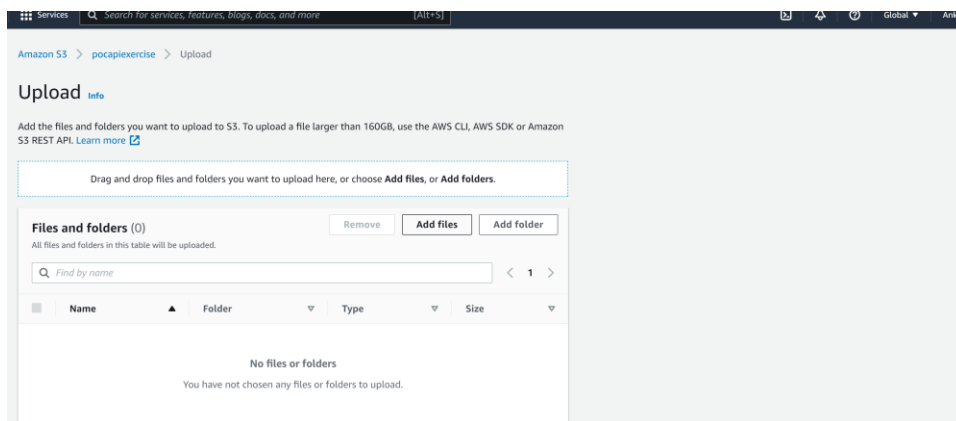 Services Search for services, features, blogs, docs, and more [Alt+S] Global
Amazon S3 > pocapiexercise > Upload
Upload Info
Add the files and folders you want to upload to S3. To upload a file larger than 160GB, use the AWS CLI, AWS SDK or Amazon
S3 REST API. Learn more
Drag and drop files and folders you want to upload here, or choose Add files, or Add folders.
Files and folders (0) Remove Add files Add folder
All files and folders in this table will be uploaded.
Find by name < 1 >
Name Folder Type Size
No files or folders
You have not chosen any files or folders to upload.